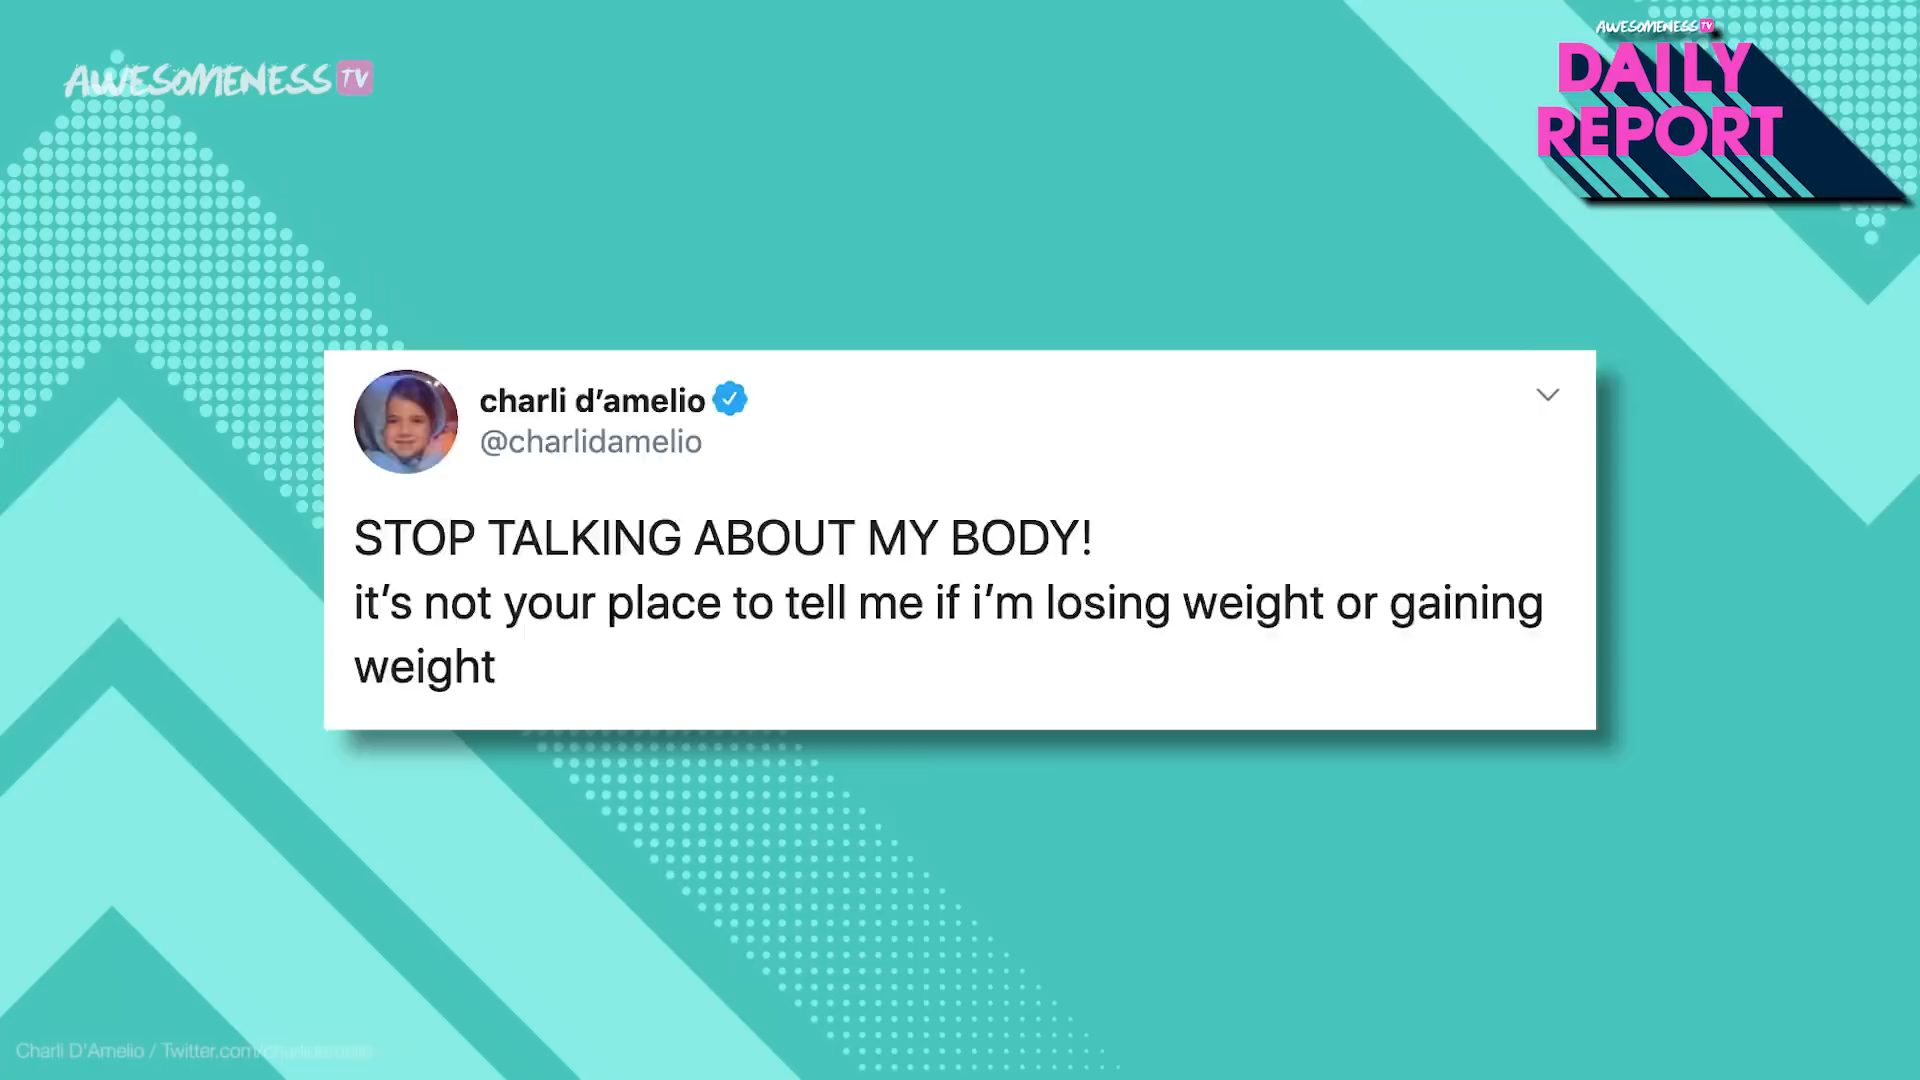 AWESOMENESS TV
AWESOMENESS TV
DAILY
REPORT
charli d’amelio
@charlidamelio
STOP TALKING ABOUT MY BODY!
it’s not your place to tell me if i’m losing weight or gaining
weight
Charli D'Amelio / Twitter.com/charlidamelio